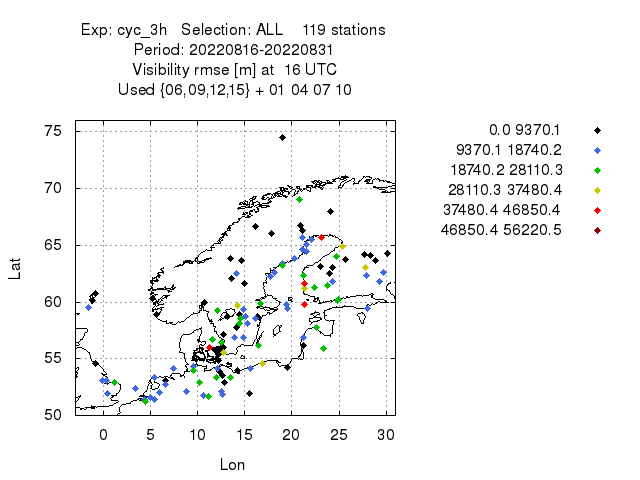 Exp: cyc_3h   Selection: ALL    119 stations
Period: 20220816-20220831
Visibility rmse [m] at  16 UTC
Used {06,09,12,15} + 01 04 07 10
0.0 9370.1
9370.1 18740.2
18740.2 28110.3
28110.3 37480.4
37480.4 46850.4
46850.4 56220.5
75
70
65
60
55
50
Lat
0 5 10 15 20 25 30
Lon